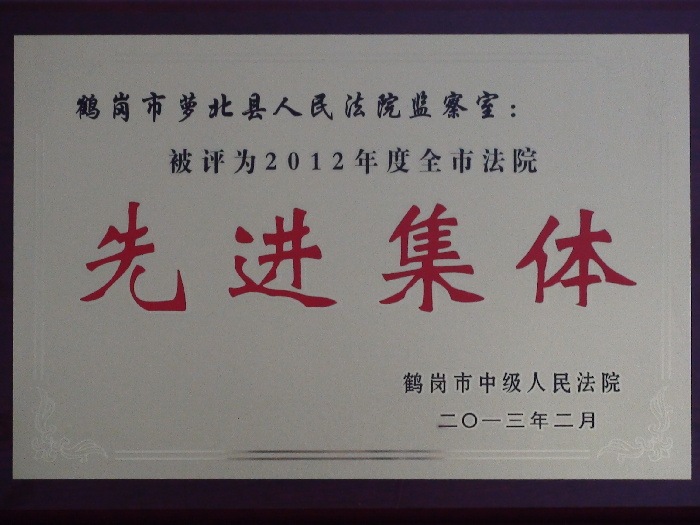 鹤岗市萝北县人民法院监察室：
被评为2012年度全市法院
先进集体
鹤岗市中级人民法院
二〇一三年二月